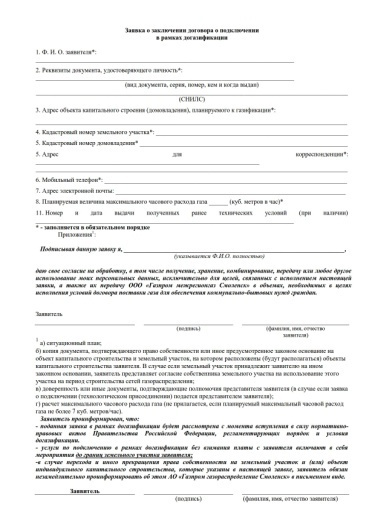 Заявка о заключении договора о подключении
в рамках догазификации
1. Ф. И. О. заявителя*:
2. Реквизиты документа, удостоверяющего личность*:
(вид документа, серия, номер, кем и когда выдан)
(СНИЛС)
3. Адрес объекта капитального строения (домовладения), планируемого к газификации*:
4. Кадастровый номер земельного участка*:
5. Кадастровый номер домовладения*
5. Адрес для корреспонденции*:
6. Мобильный телефон*:
7. Адрес электронной почты:
8. Планируемая величина максимального часового расхода газа (куб. метров в час)*
11. Номер и дата выдачи полученных ранее технических условий (при наличии)
* - заполняется в обязательном порядке
Приложения1:
Подписывая данную заявку я,
(указывается Ф.И.О. полностью)
даю свое согласие на обработку, в том числе получение, хранение, комбинирование, передачу или любое другое
использование моих персональных данных, исключительно для целей, связанных с исполнением настоящей
заявки, а также их передачу ООО «Газпром межрегионгаз Смоленск» в объемах, необходимых в целях
исполнения условий договора поставки газа для обеспечения коммунально-бытовых нужд граждан.
Заявитель
(подпись) (фамилия, имя, отчество
заявителя)
1 а) ситуационный план;
б) копия документа, подтверждающего право собственности или иное предусмотренное законом основание на
объект капитального строительства и земельный участок, на котором расположены (будут располагаться) объекты
капитального строительства заявителя. В случае если земельный участок принадлежит заявителю на ином
законном основании, заявитель представляет согласие собственника земельного участка на использование этого
участка на период строительства сетей газораспределения;
в) доверенность или иные документы, подтверждающие полномочия представителя заявителя (в случае если заявка
о подключении (технологическом присоединении) подается представителем заявителя);
г) расчет максимального часового расхода газа (не прилагается, если планируемый максимальный часовой расход
газа не более 7 куб. метров/час).
Заявитель проинформирован, что:
- поданная заявка в рамках догазификации будет рассмотрена с момента вступления в силу нормативно-
правовых актов Правительства Российской Федерации, регламентирующих порядок и условия
догазификации.
- услуги по подключению в рамках догазификации без взимания платы с заявителя включают в себя
мероприятия до границ земельного участка заявителя;
-в случае перехода и иного прекращения права собственности на земельный участок и (или) объект
индивидуального капитального строительства, которые указаны в настоящей заявке, заявитель обязан
незамедлительно проинформировать об этом АО «Газпром газораспределение Смоленск» в письменном виде.
Заявитель
(подпись) (фамилия, имя, отчество заявителя)